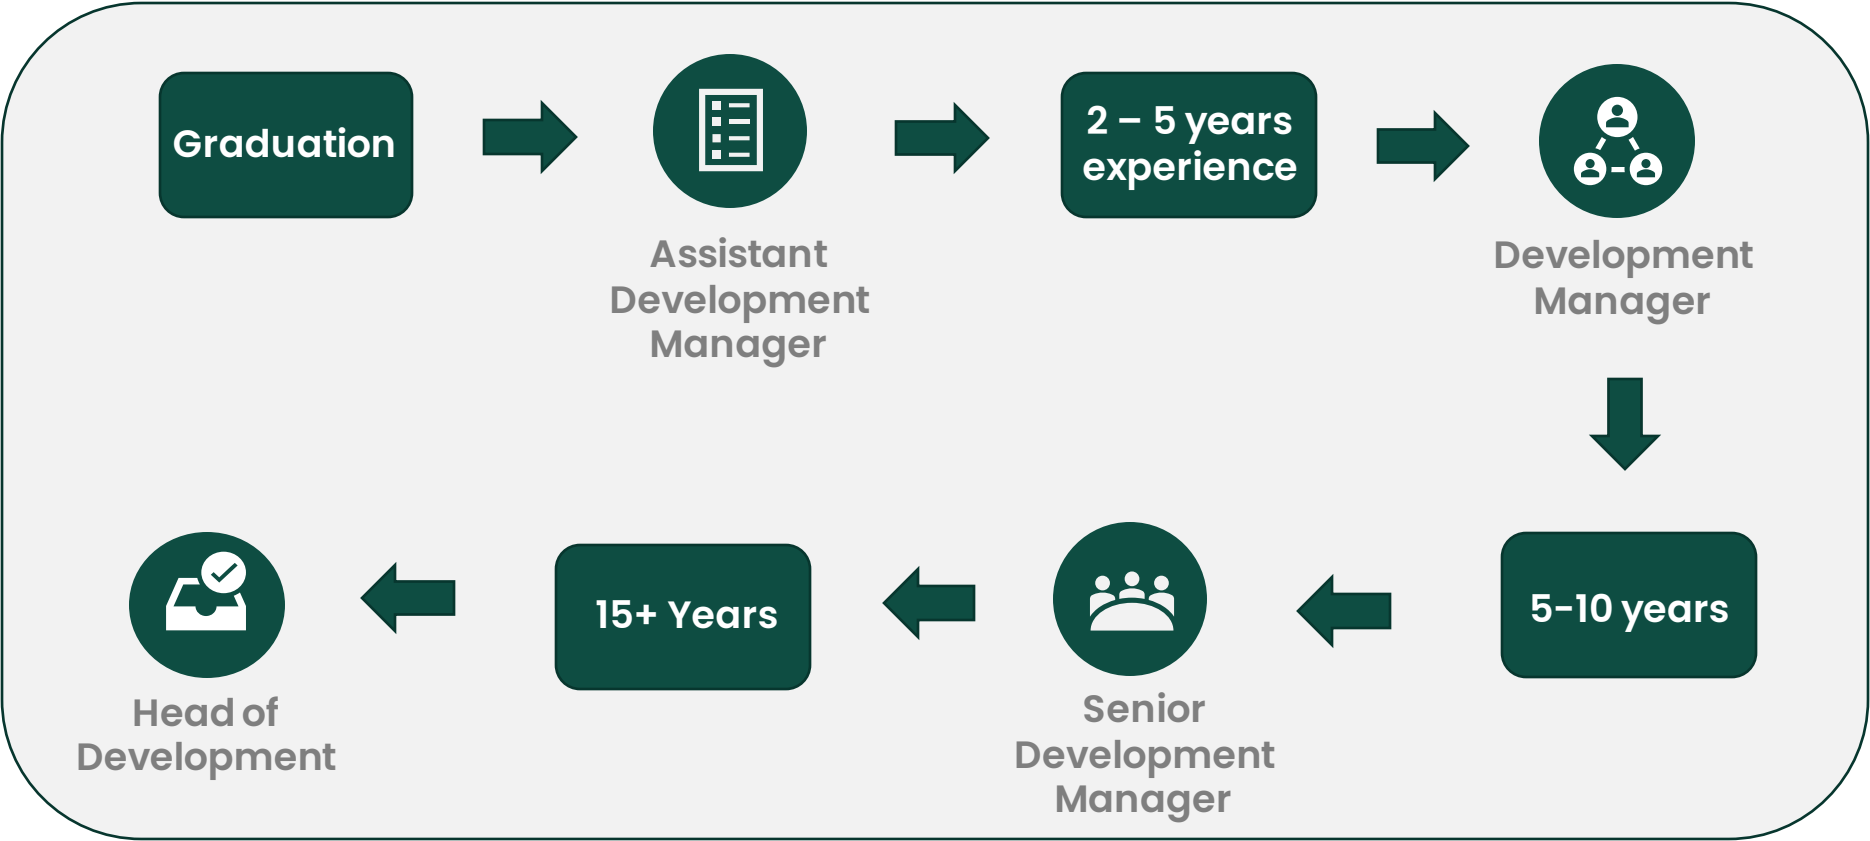 Graduation
Assistant
Development
Manager
2 – 5 years
experience
Development
Manager
5-10 years
Senior
Development
Manager
15+ Years
Head of
Development